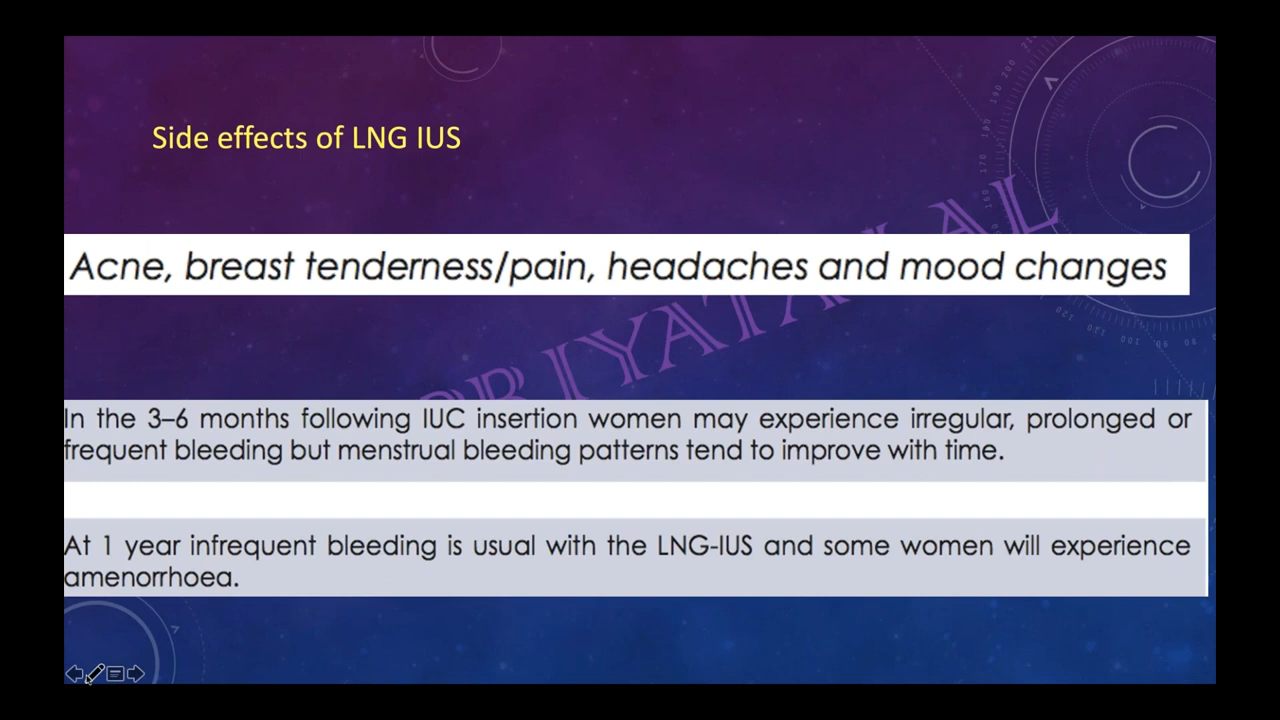 Side effects of LNG IUS
Acne, breast tenderness/pain, headaches and mood changes
In the 3–6 months following IUC insertion women may experience irregular, prolonged or
frequent bleeding but menstrual bleeding patterns tend to improve with time.
At 1 year infrequent bleeding is usual with the LNG-IUS and some women will experience
amenorrhoea.